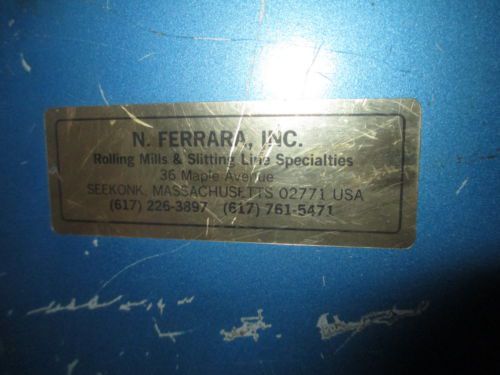 N. FERRARA, INC.
Rolling Mills & Slitting Line Specialties
36 Maple Avenue
SEEKONK, MASSACHUSETTS 02771 USA
(617) 226-3897 (617) 761-5471